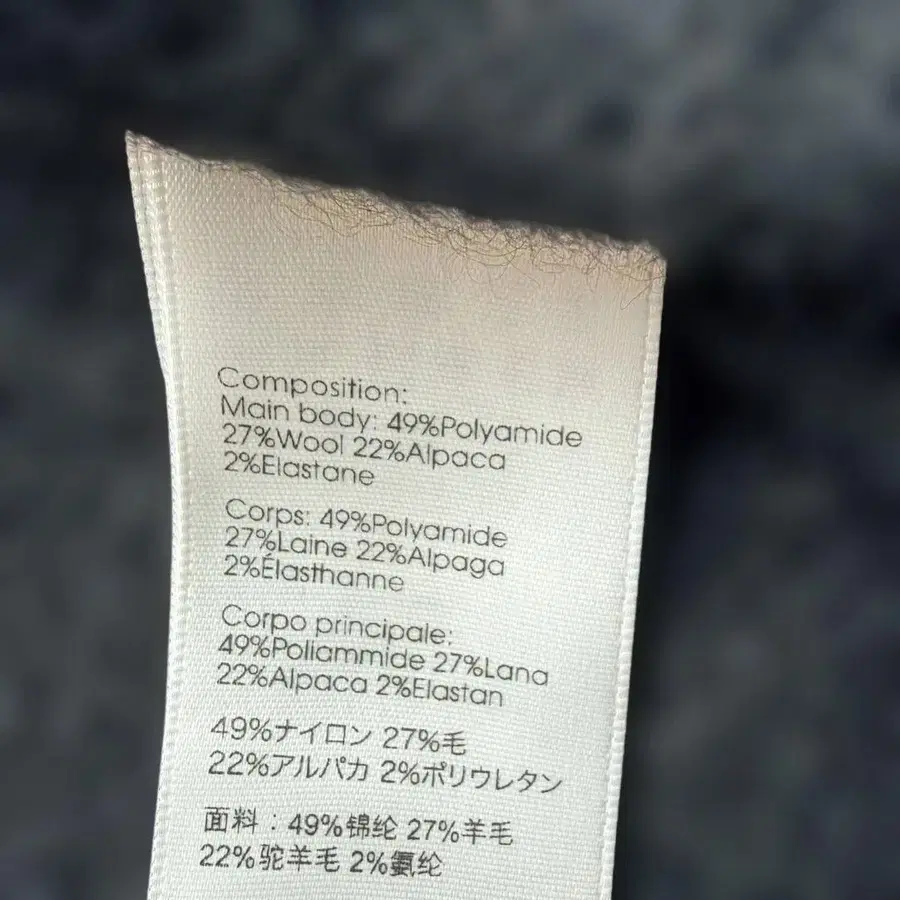 Composition:
Main body: 49%Polyamide
27%Wool 22%Alpaca
2%Elastane
Corps: 49%Polyamide
27%Laine 22%Alpaga
2%Élasthanne
Corpo principale:
49%Poliammide 27%Lana
22%Alpaca 2%Elastan
49%ナイロン 27%毛
22%アルパカ 2%ポリウレタン
面料：49%锦纶 27%羊毛
22%驼羊毛 2%氨纶